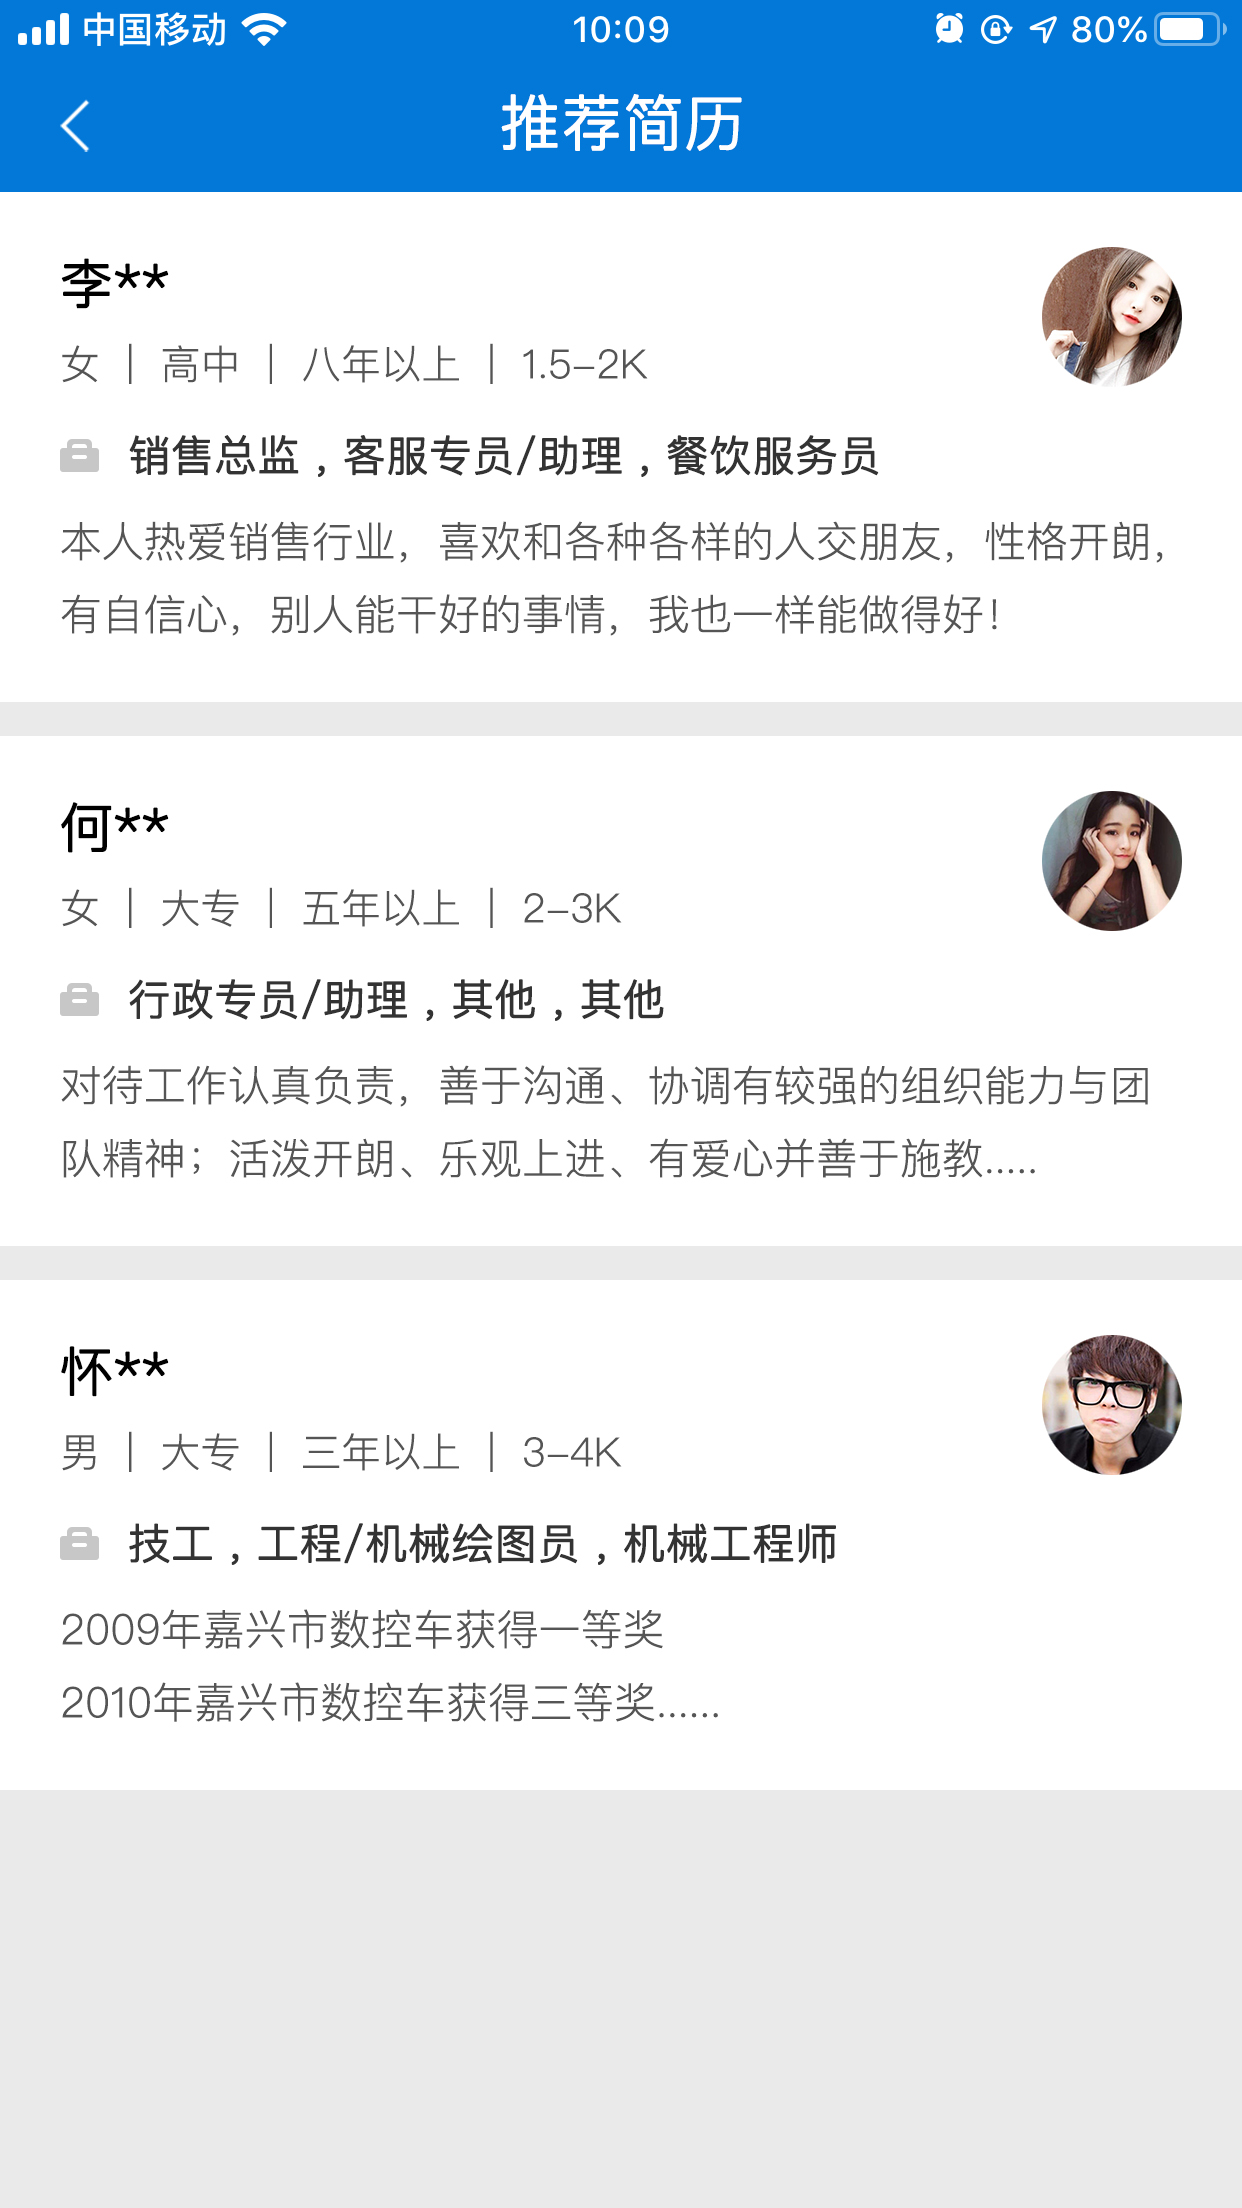 中国移动
10:09
80%
推荐简历
李**
女 | 高中 | 八年以上 | 1.5-2K
销售总监,客服专员/助理,餐饮服务员
本人热爱销售行业，喜欢和各种各样的人交朋友，性格开朗，
有自信心，别人能干好的事情，我也一样能做得好！
何**
女 | 大专 | 五年以上 | 2-3K
行政专员/助理,其他,其他
对待工作认真负责，善于沟通、协调有较强的组织能力与团
队精神；活泼开朗、乐观上进、有爱心并善于施教.....
怀**
男 | 大专 | 三年以上 | 3-4K
技工,工程/机械绘图员,机械工程师
2009年嘉兴市数控车获得一等奖
2010年嘉兴市数控车获得三等奖......